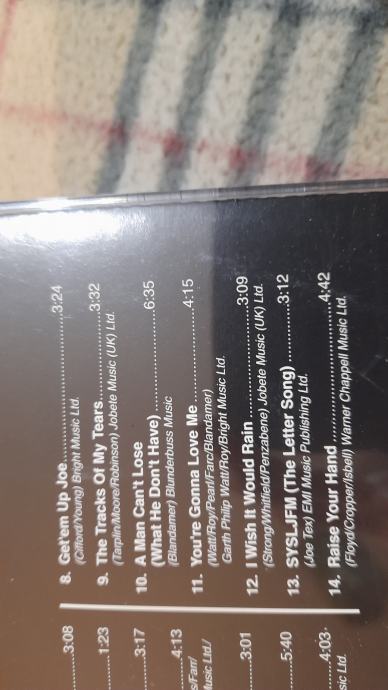 3:08
1:23
3:17
4:13
s/Farr/
usic Ltd./
3:01
5:40
4:03
sic Ltd.
8. Get'em Up Joe..........3:24
(Clifford/Young) Bright Music Ltd.
9. The Tracks Of My Tears..........3:32
(Tarplin/Moore/Robinson) Jobete Music (UK) Ltd.
10. A Man Can't Lose
(What He Don't Have)..........6:35
(Blandamer) Blunderbuss Music
11. You're Gonna Love Me..........4:15
(Watt/Roy/Pearl/Farr/Blandamer)
Garth Philip Watt/Roy/Bright Music Ltd.
12. I Wish It Would Rain..........3:09
(Strong/Whitfield/Penzabene) Jobete Music (UK) Ltd.
13. SYSLJFM (The Letter Song)..........3:12
(Joe Tex) EMI Music Publishing Ltd.
14. Raise Your Hand..........4:42
(Floyd/Cropper/Isbell) Warner Chappell Music Ltd.